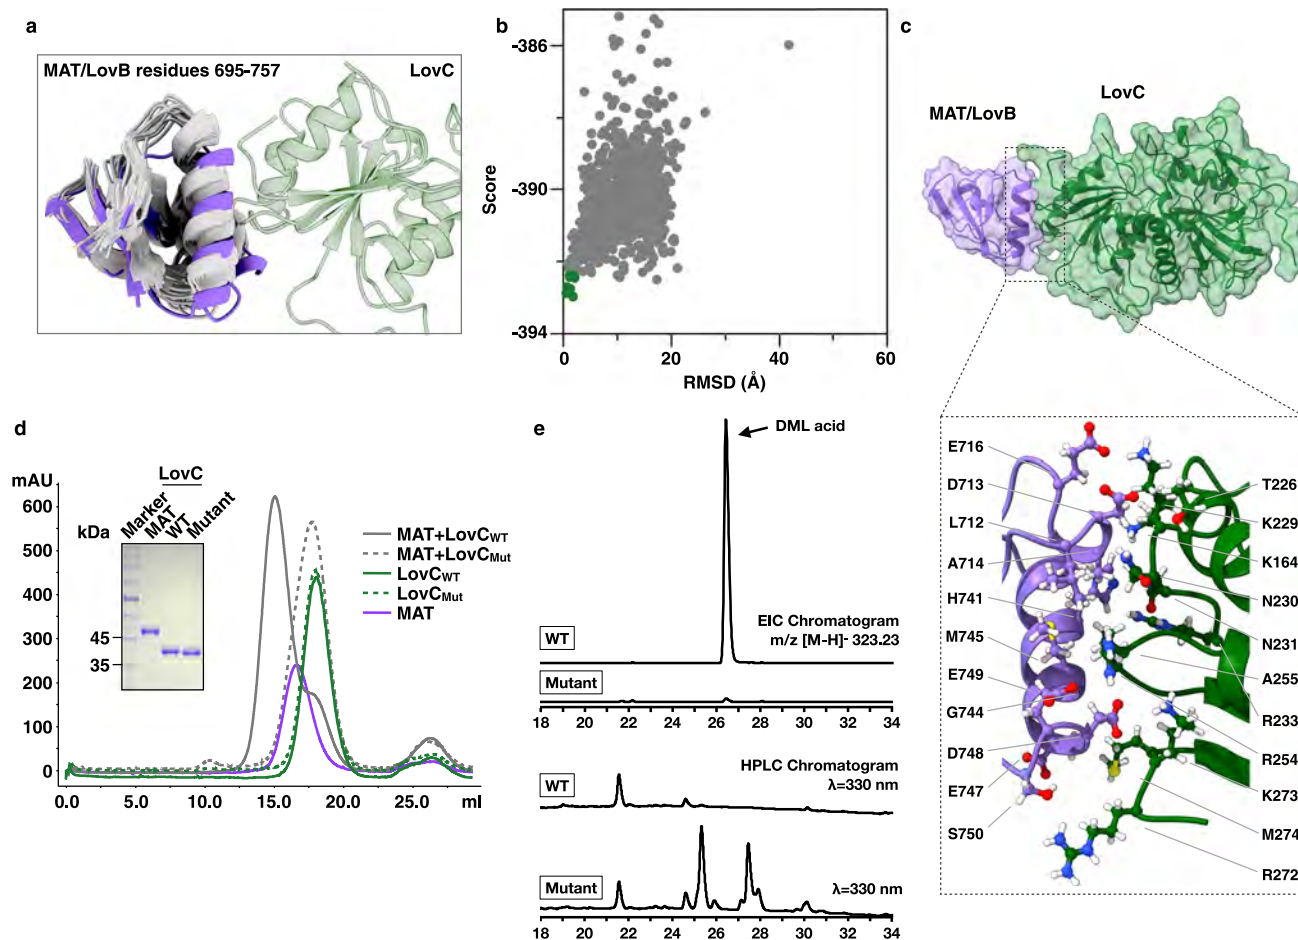 a
MAT/LovB residues 695-757
LovC
b
Score
-386
-390
-394
0
20
40
60
RMSD (Å)
c
MAT/LovB
LovC
E716
D713
L712
A714
H741
M745
E749
G744
D748
E747
S750
T226
K229
K164
N230
N231
A255
R233
R254
K273
M274
R272
d
mAU
600
500
400
300
200
100
0
0.0
5.0
10.0
15.0
20.0
25.0
ml
LovC
Marker
MAT
WT
Mutant
kDa
45
35
MAT+LovCWT
MAT+LovCMut
LovCWT
LovCMut
MAT
e
DML acid
EIC Chromatogram
m/z [M-H]- 323.23
WT
Mutant
18 20 22 24 26 28 30 32 34
HPLC Chromatogram
λ=330 nm
WT
λ=330 nm
Mutant
18 20 22 24 26 28 30 32 34